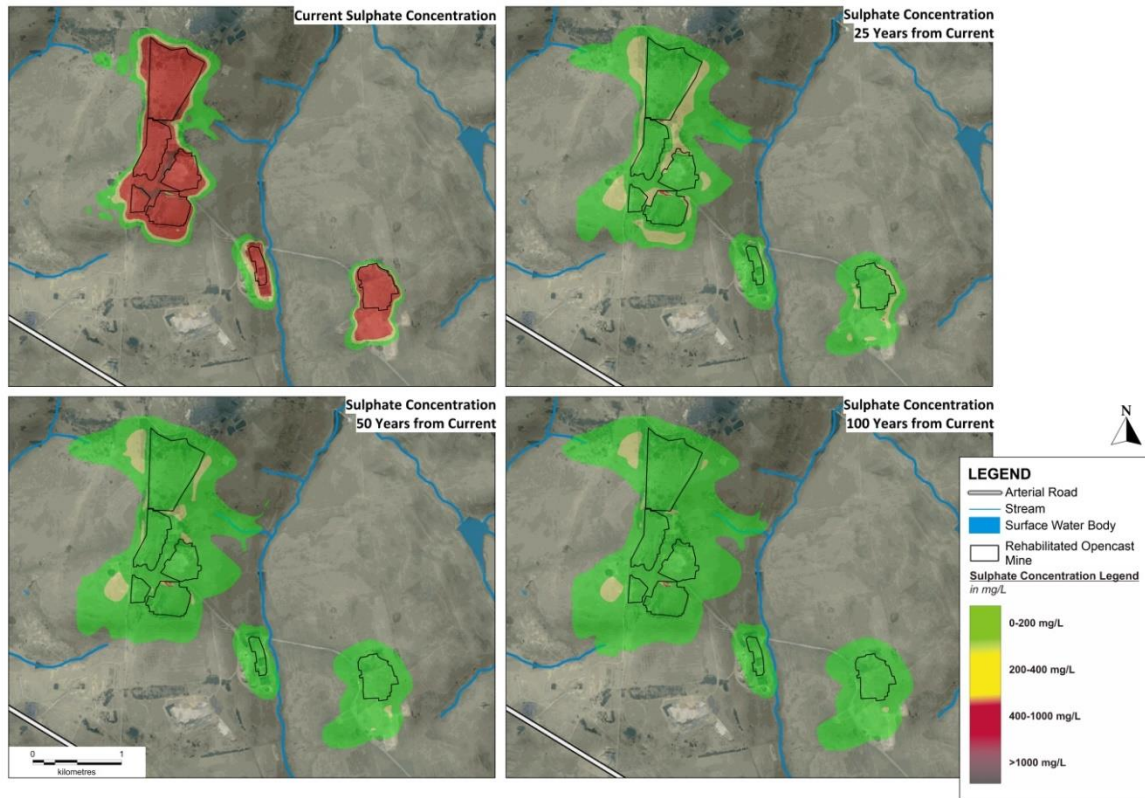 Current Sulphate Concentration
Sulphate Concentration
25 Years from Current
Sulphate Concentration
50 Years from Current
Sulphate Concentration
100 Years from Current
N
LEGEND
Arterial Road
Stream
Surface Water Body
Rehabilitated Opencast
Mine
Sulphate Concentration Legend
in mg/L
0-200 mg/L
200-400 mg/L
400-1000 mg/L
>1000 mg/L
0 1
kilometres